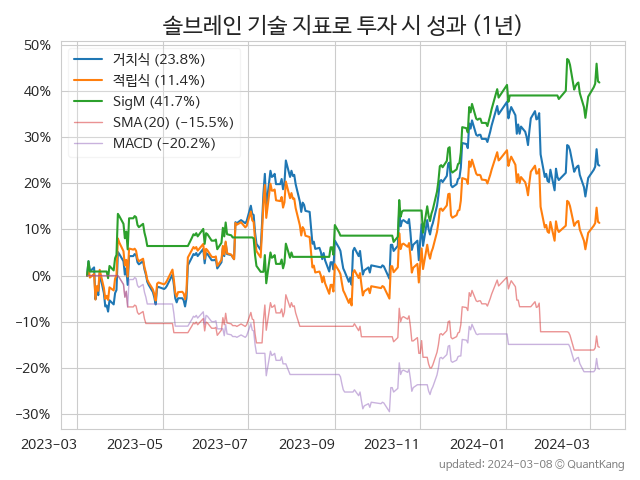 솔브레인 기술 지표로 투자 시 성과 (1년)
50%
40%
30%
20%
10%
0%
−10%
−20%
−30%
거치식 (23.8%)
적립식 (11.4%)
SigM (41.7%)
SMA(20) (−15.5%)
MACD (−20.2%)
2023-03
2023-05
2023-07
2023-09
2023-11
2024-01
2024-03
updated: 2024-03-08 ⓒ QuantKang